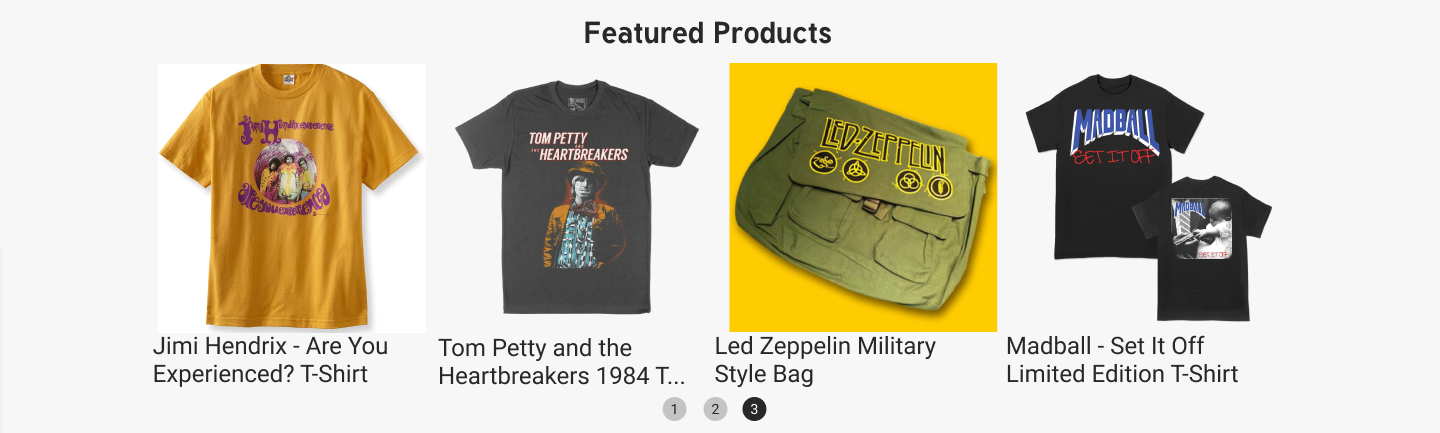 Featured Products
Jimi Hendrix experience
are you experienced
TOM PETTY
AND
THE HEARTBREAKERS
LED-ZEPPELIN
MADBALL
SET IT OFF
MADBALL
SET IT OFF
Jimi Hendrix - Are You
Experienced? T-Shirt
Tom Petty and the
Heartbreakers 1984 T...
Led Zeppelin Military
Style Bag
Madball - Set It Off
Limited Edition T-Shirt
1 2 3